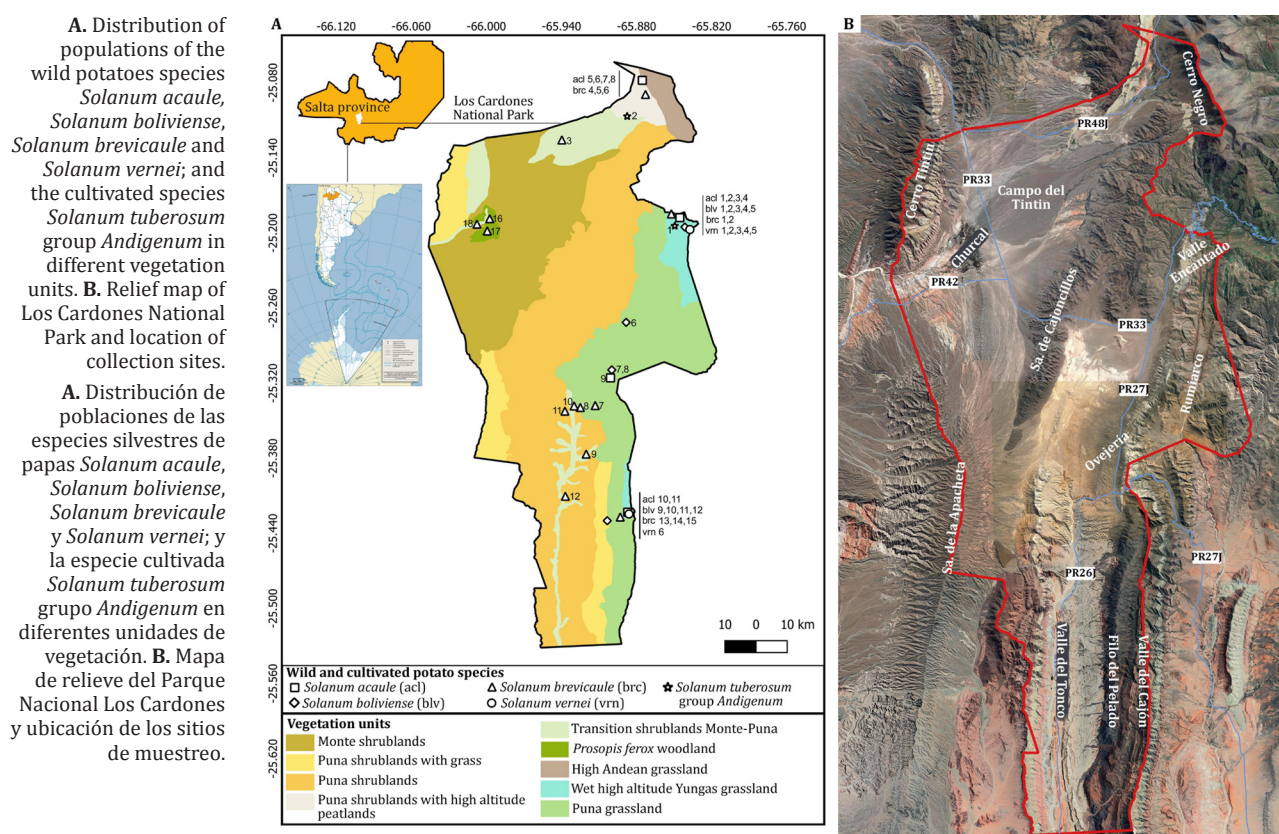 A. Distribution of
populations of the
wild potatoes species
Solanum acaule,
Solanum boliviense,
Solanum brevicaule and
Solanum vernei; and
the cultivated species
Solanum tuberosum
group Andigenum in
different vegetation
units. B. Relief map of
Los Cardones National
Park and location of
collection sites.
A. Distribución de
poblaciones de las
especies silvestres de
papas Solanum acaule,
Solanum boliviense,
Solanum brevicaule
y Solanum vernei; y
la especie cultivada
Solanum tuberosum
grupo Andigenum en
diferentes unidades de
vegetación. B. Mapa
de relieve del Parque
Nacional Los Cardones
y ubicación de los sitios
de muestreo.
A
-66.120
-66.060
-66.000
-65.940
-65.880
-65.820
-65.760
-25.080
-25.140
-25.200
-25.260
-25.320
-25.380
-25.440
-25.500
-25.560
-25.620
Salta province
Los Cardones
National Park
acl 5,6,7,8
brc 4,5,6
2
3
acl 1,2,3,4
blv 1,2,3,4,5
brc 1,2
vrn 1,2,3,4,5
1
16
18
17
6
7,8
9
10
8
7
11
9
12
acl 10,11
blv 9,10,11,12
brc 13,14,15
vrn 6
10 0 10 km
Wild and cultivated potato species
Solanum acaule (acl)
Solanum brevicaule (brc)
Solanum tuberosum
group Andigenum
Solanum boliviense (blv)
Solanum vernei (vrn)
Vegetation units
Monte shrublands
Puna shrublands with grass
Puna shrublands
Puna shrublands with high altitude
peatlands
Transition shrublands Monte-Puna
Prosopis ferox woodland
High Andean grassland
Wet high altitude Yungas grassland
Puna grassland
B
Cerro Negro
PR48J
Cerro Tintin
PR33
Campo del
Tintin
Churcal
Valle
Encantado
PR42
Sa. de Cajoncillos
PR33
Rumiarco
PR27J
Ovejería
Sa. de la Apacheta
PR27J
PR26J
Valle del Tonco
Filo del Pelado
Valle del Cajón